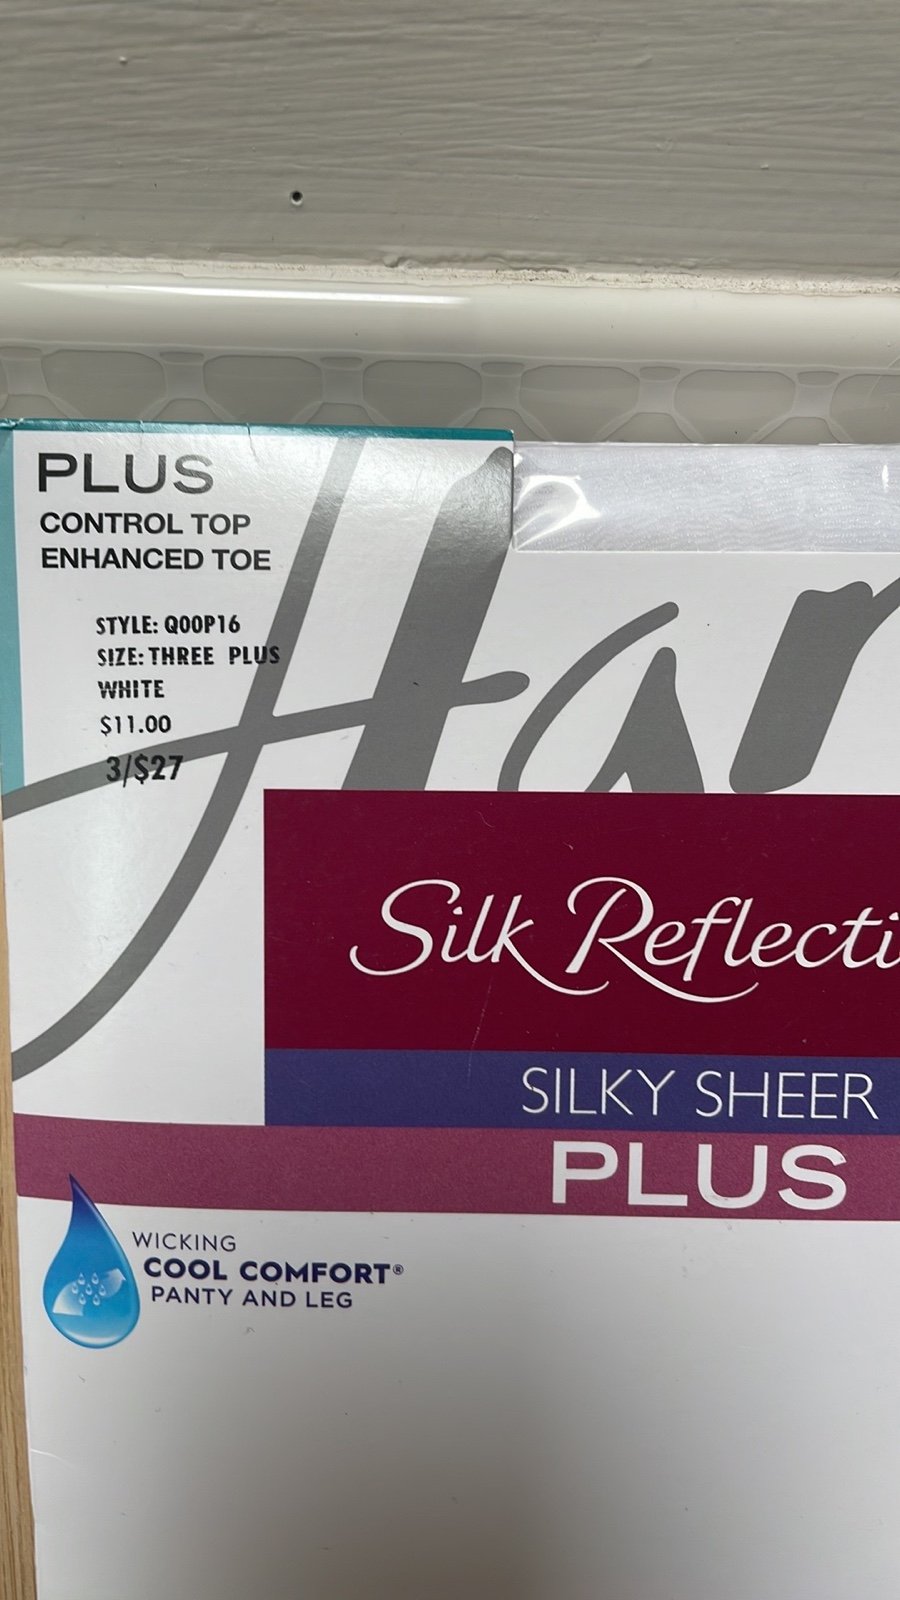 PLUS
CONTROL TOP
ENHANCED TOE
STYLE: Q00P16
SIZE: THREE PLUS
WHITE
$11.00
3/$27
Han
Silk Reflecti
SILKY SHEER
PLUS
WICKING
COOL COMFORT®
PANTY AND LEG